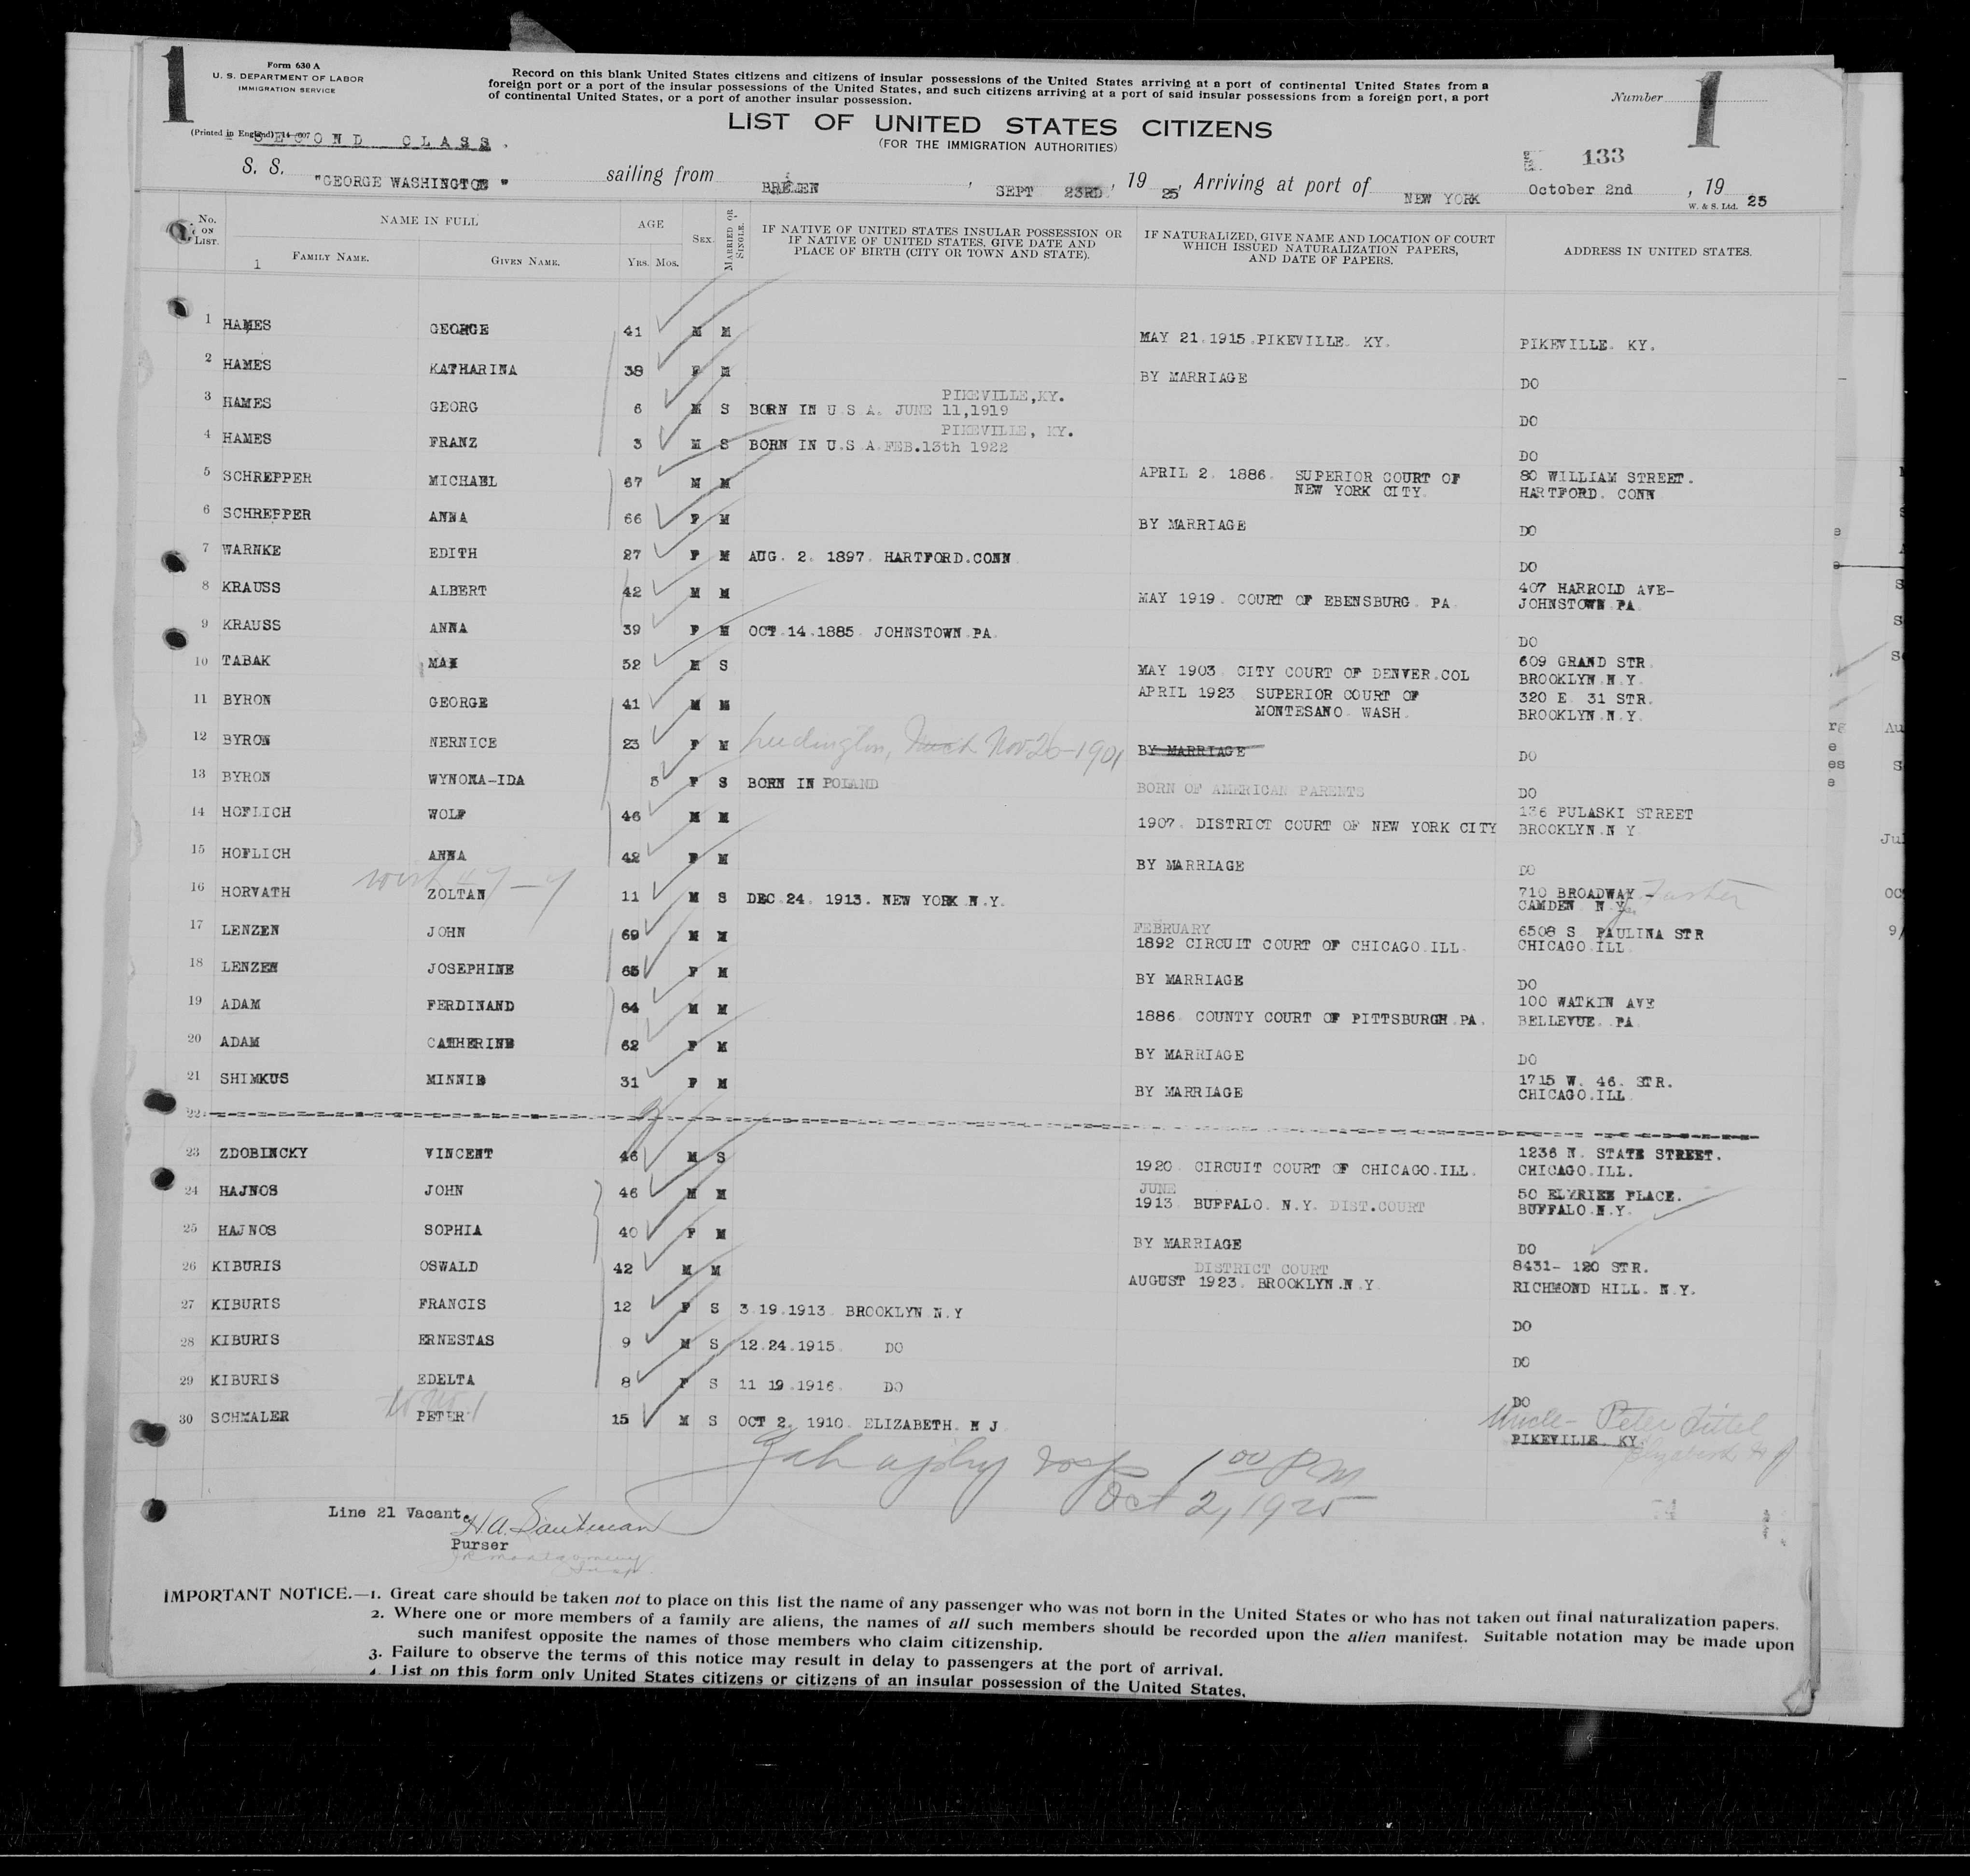 1
Form 630 A
U. S. DEPARTMENT OF LABOR
IMMIGRATION SERVICE
Record on this blank United States citizens and citizens of insular possessions of the United States arriving at a port of continental United States from a
foreign port or a port of the insular possessions of the United States, and such citizens arriving at a port of said insular possessions from a foreign port, a port
of continental United States, or a port of another insular possession.
Number
1
LIST OF UNITED STATES CITIZENS
(FOR THE IMMIGRATION AUTHORITIES)
(Printed in England)
SECOND CLASS.
133
S. S. "GEORGE WASHINGTON" sailing from BREMEN, SEPT 23RD, 1925, Arriving at port of NEW YORK October 2nd, 1925
W. & S. Ltd.
No. ON LIST. NAME IN FULL AGE SEX. MARRIED OR SINGLE. IF NATIVE OF UNITED STATES INSULAR POSSESSION OR IF NATIVE OF UNITED STATES, GIVE DATE AND PLACE OF BIRTH (CITY OR TOWN AND STATE). IF NATURALIZED, GIVE NAME AND LOCATION OF COURT WHICH ISSUED NATURALIZATION PAPERS, AND DATE OF PAPERS. ADDRESS IN UNITED STATES.
1 FAMILY NAME. GIVEN NAME. YRS. MOS.
1 HAMES GEORGE 41 M M MAY 21.1915.PIKEVILLE. KY. PIKEVILLE. KY.
2 HAMES KATHARINA 38 F M BY MARRIAGE DO
PIKEVILLE,KY.
3 HAMES GEORG 6 M S BORN IN U.S A. JUNE 11,1919 DO
PIKEVILLE, KY.
4 HAMES FRANZ 3 M S BORN IN U.S A.FEB.13th 1922 DO
5 SCHREPPER MICHAEL 67 M M APRIL 2. 1886. SUPERIOR COURT OF NEW YORK CITY. 80 WILLIAM STREET. HARTFORD. CONN
6 SCHREPPER ANNA 66 F M BY MARRIAGE DO
7 WARNKE EDITH 27 F M AUG. 2. 1897. HARTFORD.CONN DO
8 KRAUSS ALBERT 42 M M MAY 1919. COURT OF EBENSBURG. PA. 407 HARROLD AVE- JOHNSTOWN.PA.
9 KRAUSS ANNA 39 F M OCT.14.1885. JOHNSTOWN.PA. DO
10 TABAK MAX 52 M S MAY 1903. CITY COURT OF DENVER.COL 609 GRAND STR. BROOKLYN.N.Y.
11 BYRON GEORGE 41 M M APRIL 1923 SUPERIOR COURT OF MONTESANO. WASH. 320 E. 31 STR. BROOKLYN.N.Y.
12 BYRON NERNICE 23 F M Ludington, Mich Nov 26-1901 BY MARRIAGE DO
13 BYRON WYNOMA-IDA 5 F S BORN IN POLAND BORN OF AMERICAN PARENTS DO
14 HOFLICH WOLF 46 M M 1907. DISTRICT COURT OF NEW YORK CITY 136 PULASKI STREET BROOKLYN.N Y.
15 HOFLICH ANNA 42 F M BY MARRIAGE DO
16 HORVATH ZOLTAN 11 M S DEC.24. 1913. NEW YORK.N.Y. 710 BROADWAY CAMDEN. N.
17 LENZEN JOHN 69 M M FEBRUARY 1892 CIRCUIT COURT OF CHICAGO.ILL. 6508 S. PAULINA STR CHICAGO.ILL.
18 LENZEN JOSEPHINE 65 F M BY MARRIAGE DO
19 ADAM FERDINAND 64 M M 1886. COUNTY COURT OF PITTSBURGH.PA. 100 WATKIN AVE BELLEVUE. PA.
20 ADAM CATHERINE 62 F M BY MARRIAGE DO
21 SHIMKUS MINNIE 31 F M BY MARRIAGE 1715 W. 46. STR. CHICAGO.ILL.
22
23 ZDOBINCKY VINCENT 46 M S 1920. CIRCUIT COURT OF CHICAGO.ILL. 1236 N. STATE STREET. CHICAGO.ILL.
24 HAJNOS JOHN 46 M M JUNE 1913. BUFFALO. N.Y. DIST.COURT 50 PLACE. BUFFALO.N.Y.
25 HAJNOS SOPHIA 40 F M BY MARRIAGE DO
26 KIBURIS OSWALD 42 M M DISTRICT COURT AUGUST 1923. BROOKLYN.N.Y. 8431- 120 STR. RICHMOND HILL. N.Y.
27 KIBURIS FRANCIS 12 F S 3.19.1913. BROOKLYN.N.Y DO
28 KIBURIS ERNESTAS 9 M S 12.24.1915. DO DO
29 KIBURIS EDELTA 8 F S 11 19.1916. DO DO
30 SCHMALER PETER 15 M S OCT 2. 1910. ELIZABETH. N J. Uncle- Peter PIKEVILLE. KY.
1 00 PM
Oct 2, 1925
Line 21 Vacant.
Purser
IMPORTANT NOTICE.—1. Great care should be taken not to place on this list the name of any passenger who was not born in the United States or who has not taken out final naturalization papers.
2. Where one or more members of a family are aliens, the names of all such members should be recorded upon the alien manifest. Suitable notation may be made upon
such manifest opposite the names of those members who claim citizenship.
3. Failure to observe the terms of this notice may result in delay to passengers at the port of arrival.
4. List on this form only United States citizens or citizens of an insular possession of the United States.